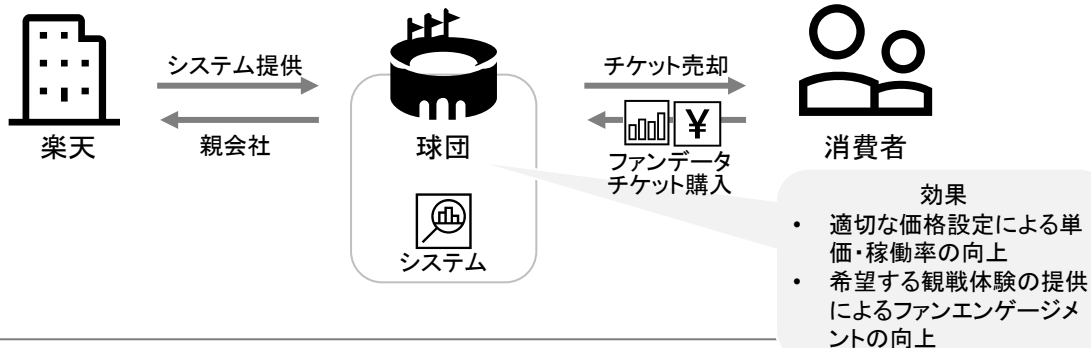 システム提供
親会社
楽天
球団
システム
チケット売却
¥
ファンデータ
チケット購入
消費者
効果
• 適切な価格設定による単
価・稼働率の向上
• 希望する観戦体験の提供
によるファンエンゲージメ
ントの向上